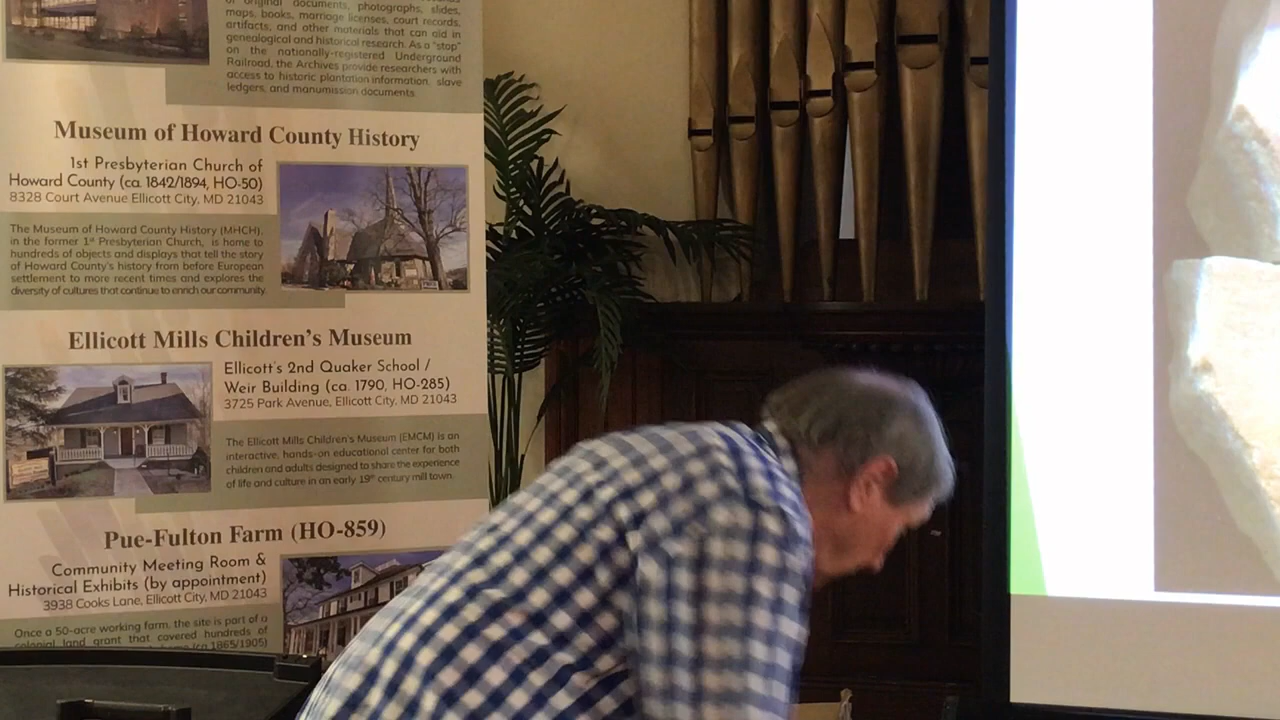 of original documents, photographs, slides,
maps, books, marriage licenses, court records,
artifacts, and other materials that can aid in
genealogical and historical research. As a "stop"
on the nationally-registered Underground
Railroad, the Archives provide researchers with
access to historic plantation information, slave
ledgers, and manumission documents.
Museum of Howard County History
1st Presbyterian Church of
Howard County (ca. 1842/1894, HO-50)
8328 Court Avenue Ellicott City, MD 21043
The Museum of Howard County History (MHCH),
in the former 1st Presbyterian Church, is home to
hundreds of objects and displays that tell the story
of Howard County's history from before European
settlement to more recent times and explores the
diversity of cultures that continue to enrich our community.
Ellicott Mills Children's Museum
Ellicott's 2nd Quaker School /
Weir Building (ca. 1790, HO-285)
3725 Park Avenue, Ellicott City, MD 21043
The Ellicott Mills Children's Museum (EMCM) is an
interactive, hands-on educational center for both
children and adults designed to share the experience
of life and culture in an early 19th century mill town.
Pue-Fulton Farm (HO-859)
Community Meeting Room &
Historical Exhibits (by appointment)
3938 Cooks Lane, Ellicott City, MD 21043
Once a 50-acre working farm, the site is part of a
colonial land grant that covered hundreds of
(ca 1865/1905)